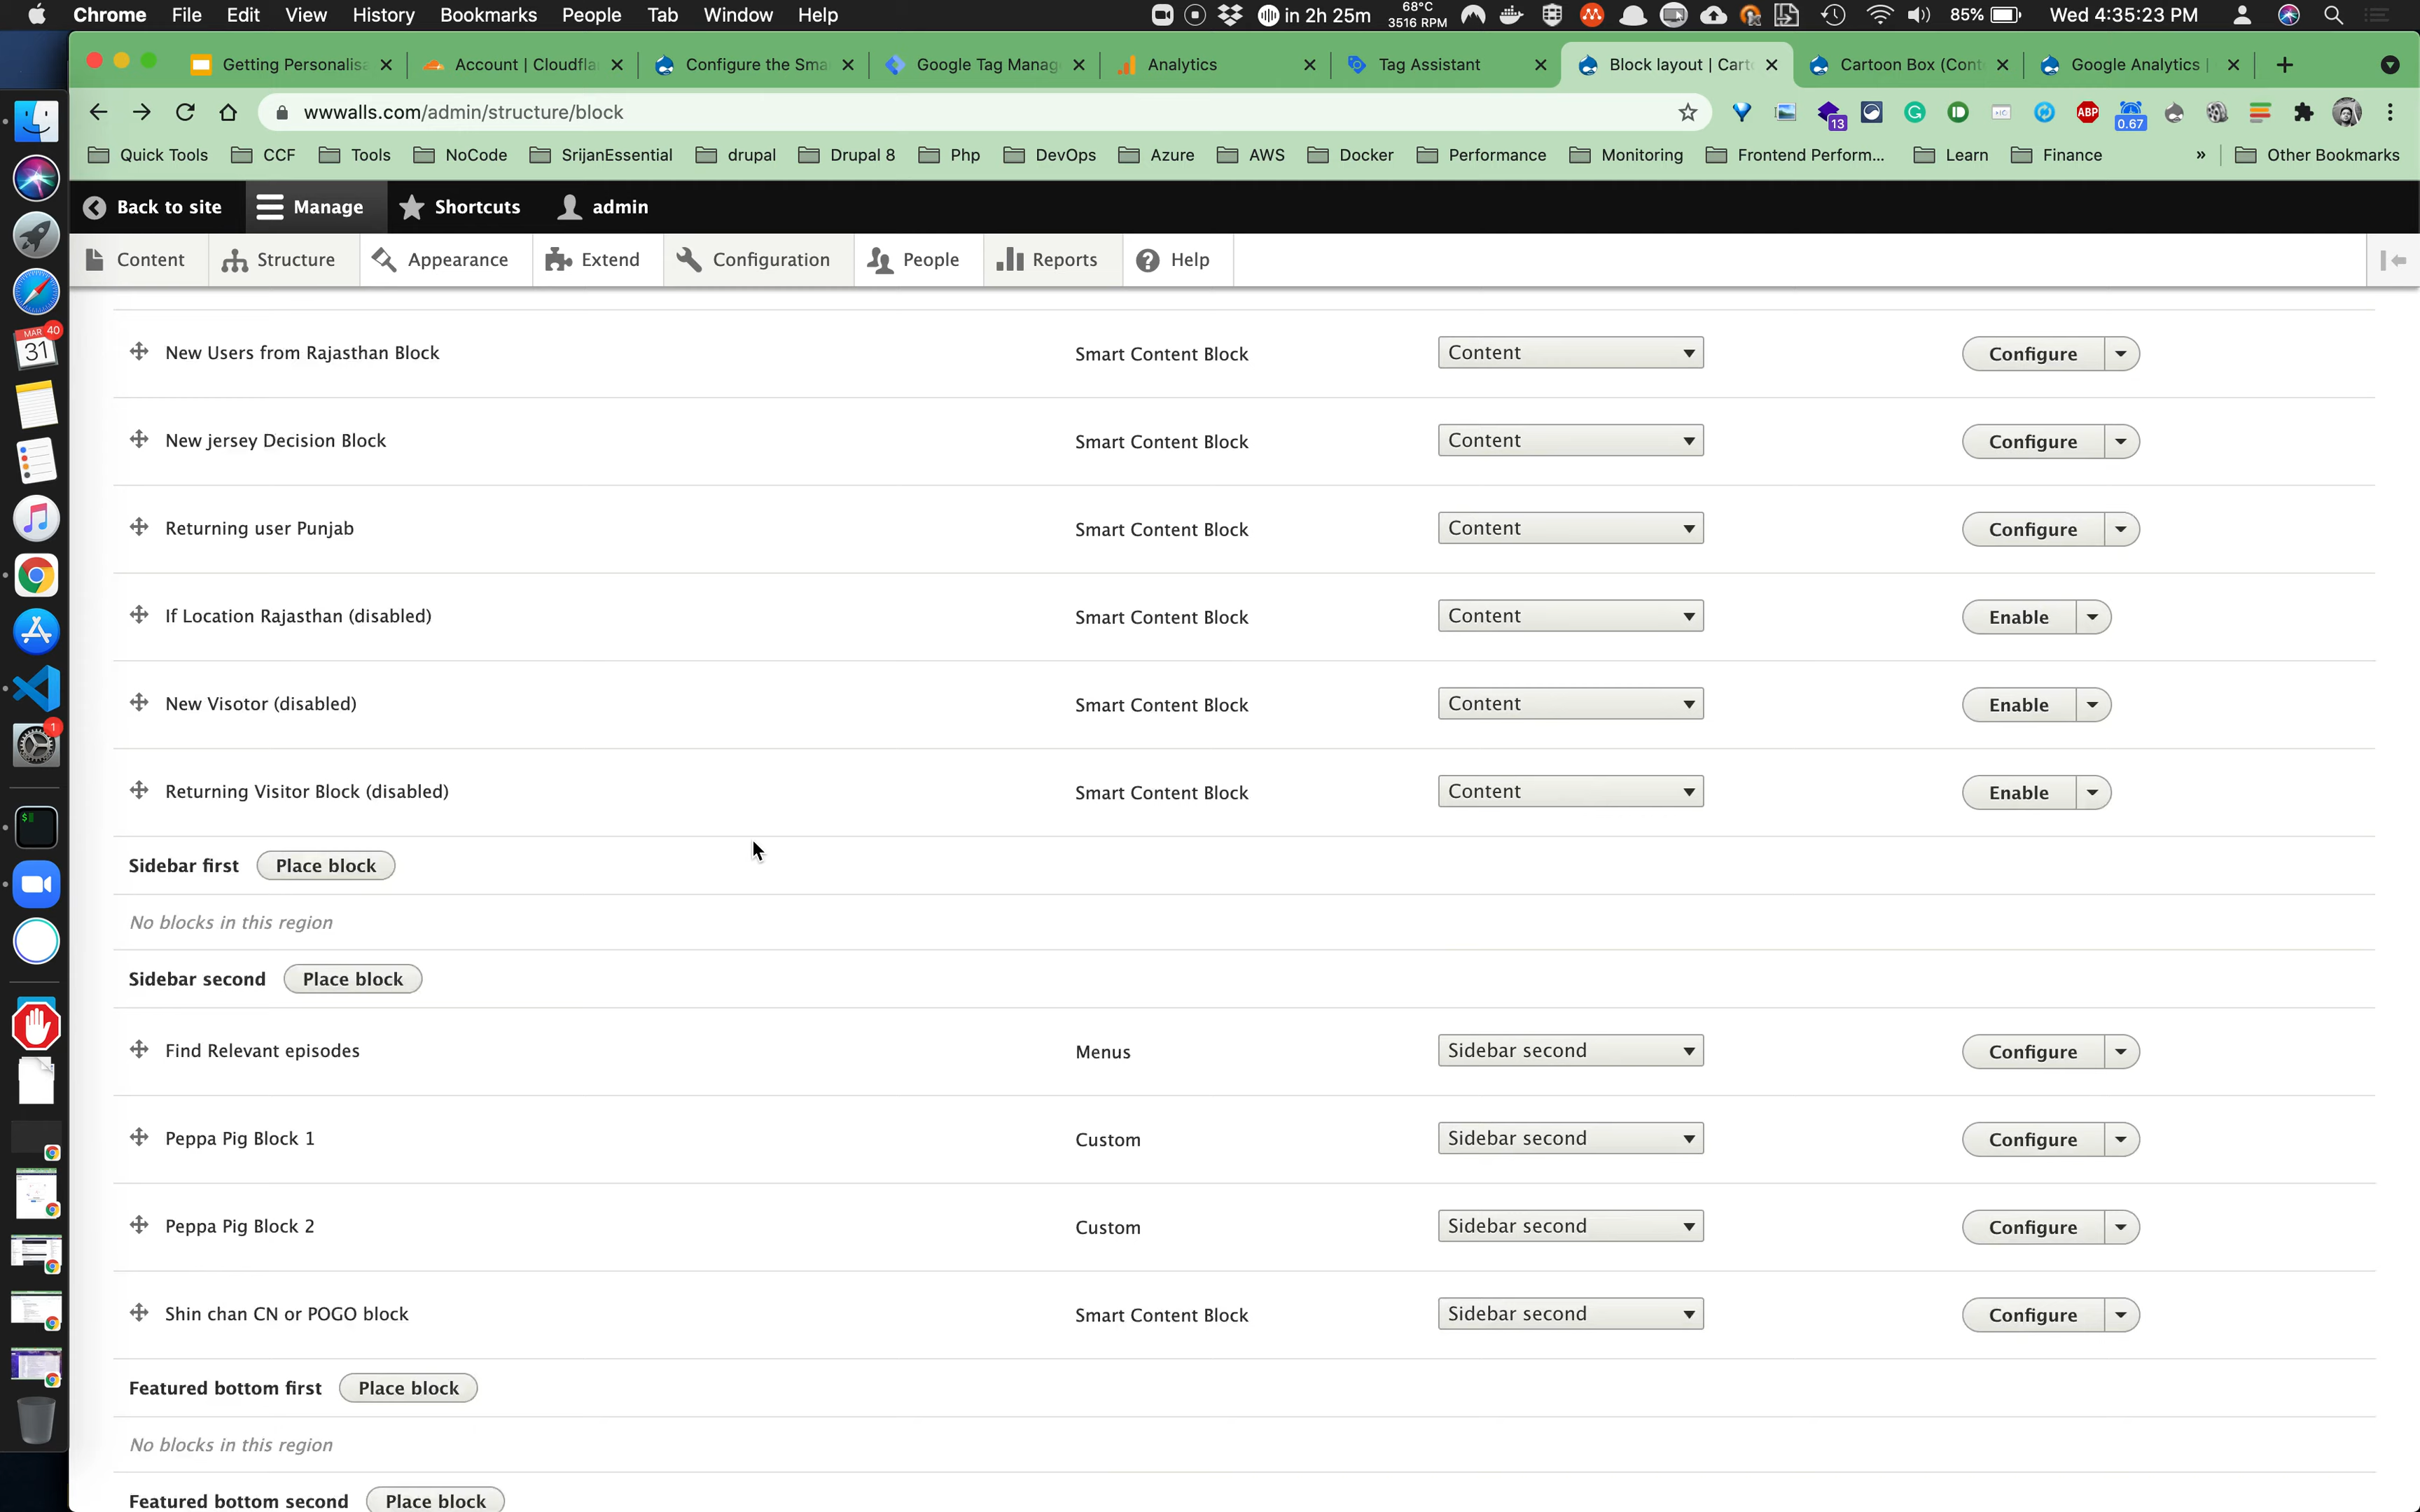 Chrome File Edit View History Bookmarks People Tab Window Help in 2h 25m 68°C 3516 RPM 85% Wed 4:35:23 PM
Getting Personalisa Account | Cloudfla Configure the Sma Google Tag Manag Analytics Tag Assistant Block layout | Cart Cartoon Box (Cont Google Analytics |
wwwalls.com/admin/structure/block 13 ABP 0.67
Quick Tools CCF Tools NoCode SrijanEssential drupal Drupal 8 Php DevOps Azure AWS Docker Performance Monitoring Frontend Perform... Learn Finance » Other Bookmarks
Back to site Manage Shortcuts admin
Content Structure Appearance Extend Configuration People Reports Help
MAR 40
31
1
New Users from Rajasthan Block Smart Content Block Content Configure
New jersey Decision Block Smart Content Block Content Configure
Returning user Punjab Smart Content Block Content Configure
If Location Rajasthan (disabled) Smart Content Block Content Enable
New Visotor (disabled) Smart Content Block Content Enable
Returning Visitor Block (disabled) Smart Content Block Content Enable
Sidebar first Place block
No blocks in this region
Sidebar second Place block
Find Relevant episodes Menus Sidebar second Configure
Peppa Pig Block 1 Custom Sidebar second Configure
Peppa Pig Block 2 Custom Sidebar second Configure
Shin chan CN or POGO block Smart Content Block Sidebar second Configure
Featured bottom first Place block
No blocks in this region
Featured bottom second Place block